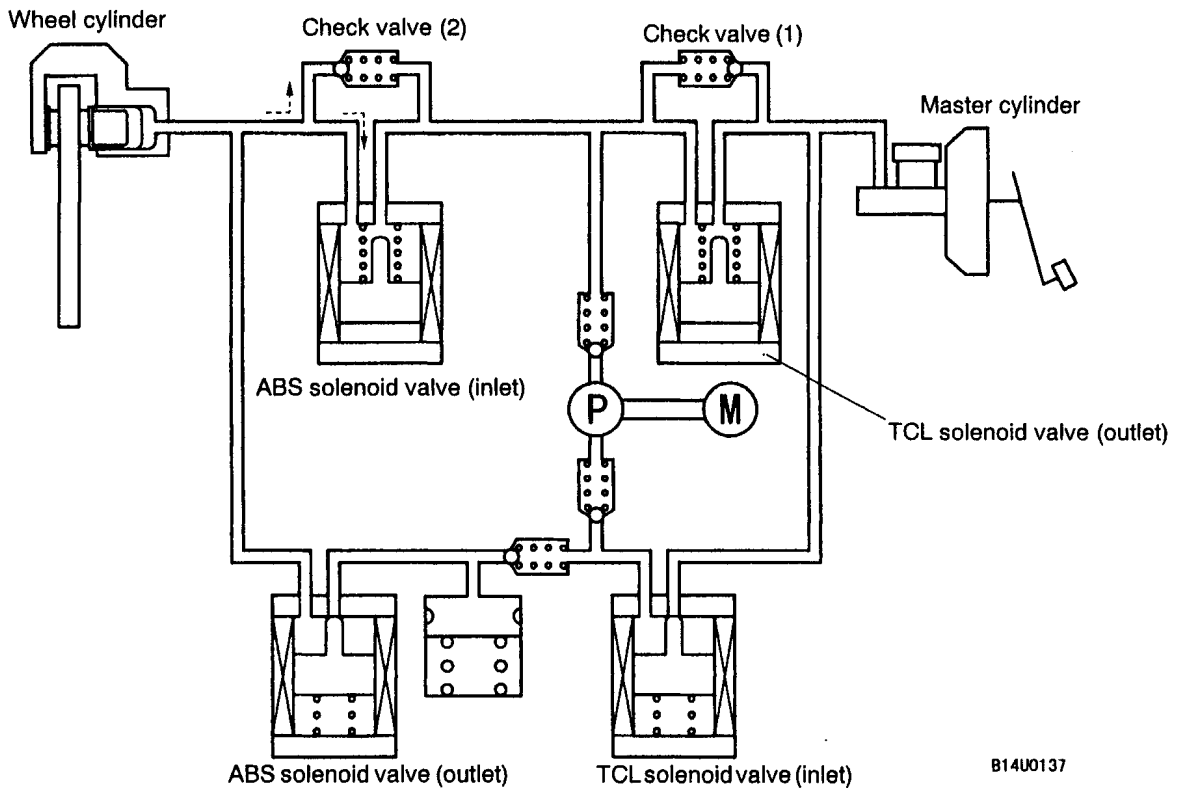 Wheel cylinder
Check valve (2)
Check valve (1)
Master cylinder
ABS solenoid valve (inlet)
P
M
TCL solenoid valve (outlet)
ABS solenoid valve (outlet)
TCL solenoid valve (inlet)
B14U0137